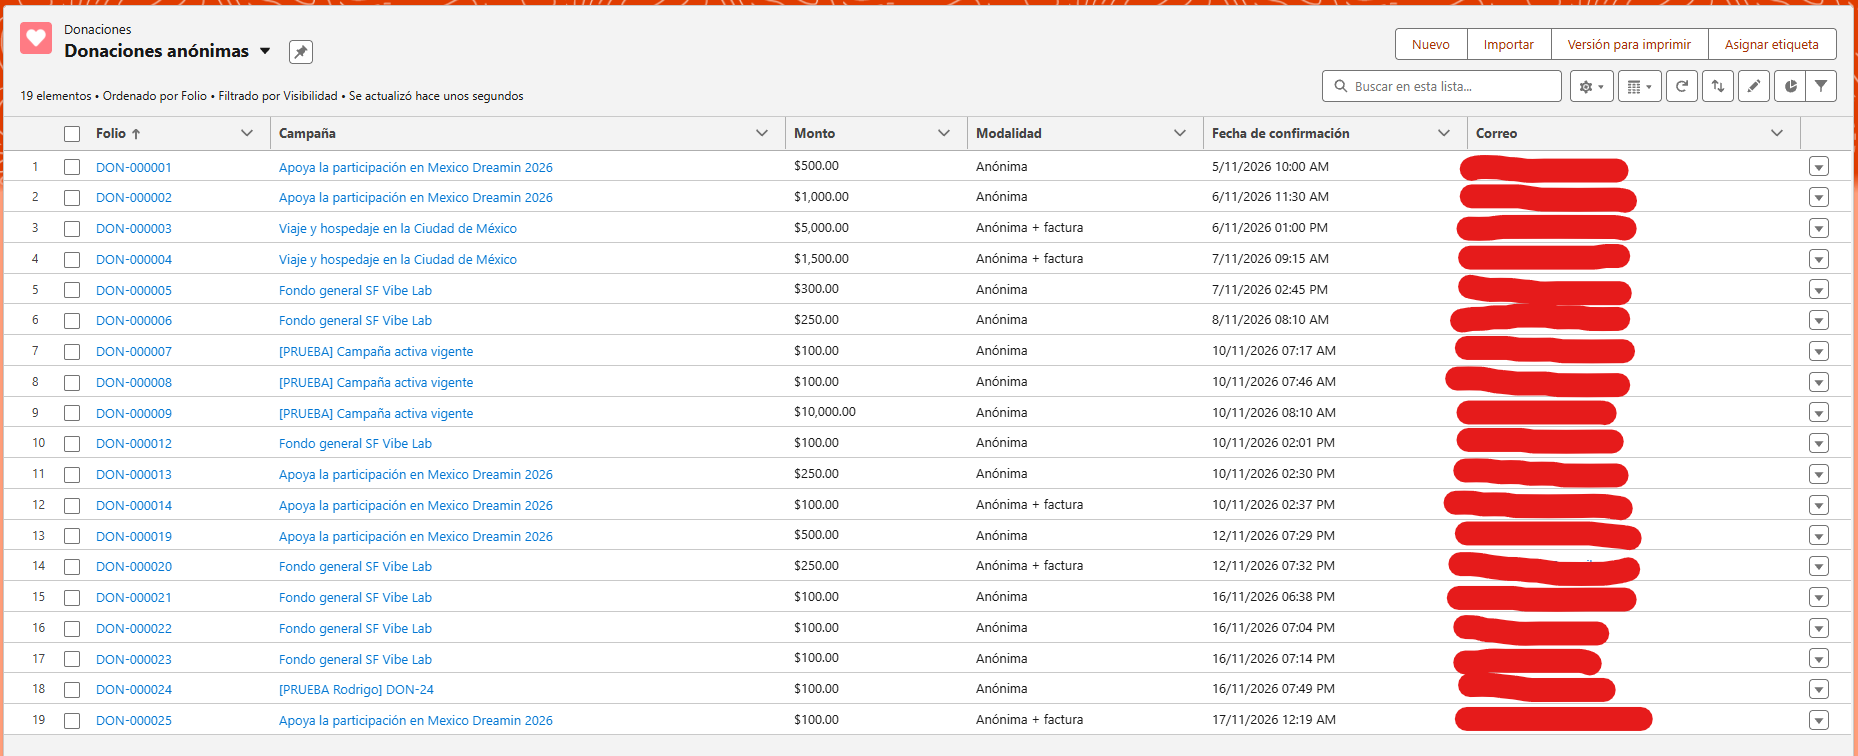 Donaciones
Donaciones anónimas
Nuevo Importar Versión para imprimir Asignar etiqueta
19 elementos • Ordenado por Folio • Filtrado por Visibilidad • Se actualizó hace unos segundos
Buscar en esta lista...
Folio Campaña Monto Modalidad Fecha de confirmación Correo
1 DON-000001 Apoya la participación en Mexico Dreamin 2026 $500.00 Anónima 5/11/2026 10:00 AM
2 DON-000002 Apoya la participación en Mexico Dreamin 2026 $1,000.00 Anónima 6/11/2026 11:30 AM
3 DON-000003 Viaje y hospedaje en la Ciudad de México $5,000.00 Anónima + factura 6/11/2026 01:00 PM
4 DON-000004 Viaje y hospedaje en la Ciudad de México $1,500.00 Anónima + factura 7/11/2026 09:15 AM
5 DON-000005 Fondo general SF Vibe Lab $300.00 Anónima 7/11/2026 02:45 PM
6 DON-000006 Fondo general SF Vibe Lab $250.00 Anónima 8/11/2026 08:10 AM
7 DON-000007 [PRUEBA] Campaña activa vigente $100.00 Anónima 10/11/2026 07:17 AM
8 DON-000008 [PRUEBA] Campaña activa vigente $100.00 Anónima 10/11/2026 07:46 AM
9 DON-000009 [PRUEBA] Campaña activa vigente $10,000.00 Anónima 10/11/2026 08:10 AM
10 DON-000012 Fondo general SF Vibe Lab $100.00 Anónima 10/11/2026 02:01 PM
11 DON-000013 Apoya la participación en Mexico Dreamin 2026 $250.00 Anónima 10/11/2026 02:30 PM
12 DON-000014 Apoya la participación en Mexico Dreamin 2026 $100.00 Anónima + factura 10/11/2026 02:37 PM
13 DON-000019 Apoya la participación en Mexico Dreamin 2026 $500.00 Anónima 12/11/2026 07:29 PM
14 DON-000020 Fondo general SF Vibe Lab $250.00 Anónima + factura 12/11/2026 07:32 PM
15 DON-000021 Fondo general SF Vibe Lab $100.00 Anónima 16/11/2026 06:38 PM
16 DON-000022 Fondo general SF Vibe Lab $100.00 Anónima 16/11/2026 07:04 PM
17 DON-000023 Fondo general SF Vibe Lab $100.00 Anónima 16/11/2026 07:14 PM
18 DON-000024 [PRUEBA Rodrigo] DON-24 $100.00 Anónima 16/11/2026 07:49 PM
19 DON-000025 Apoya la participación en Mexico Dreamin 2026 $100.00 Anónima + factura 17/11/2026 12:19 AM